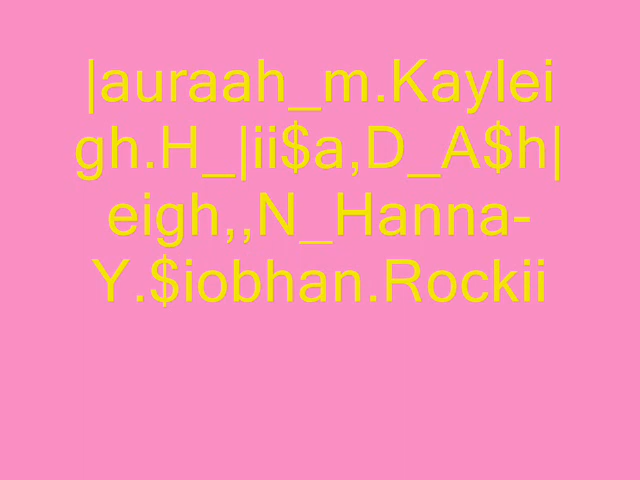 |auraah_m.Kaylei
gh.H_|ii$a,D_A$h|
eigh,,N_Hanna-
Y.$iobhan.Rockii